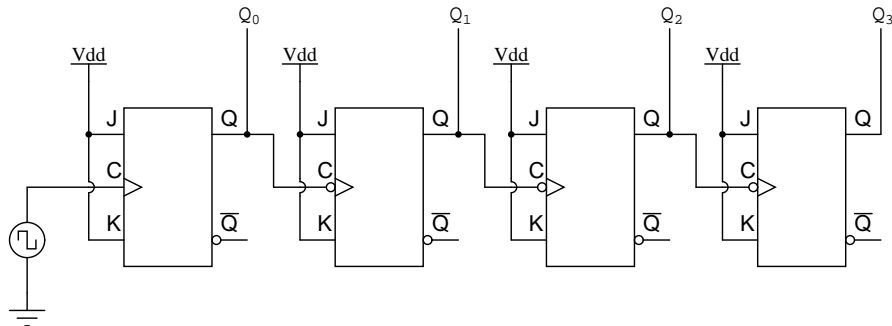 Q0 Q1 Q2 Q3
Vdd Vdd Vdd Vdd
J Q J Q J Q J Q
C C C C
K Q̅ K Q̅ K Q̅ K Q̅